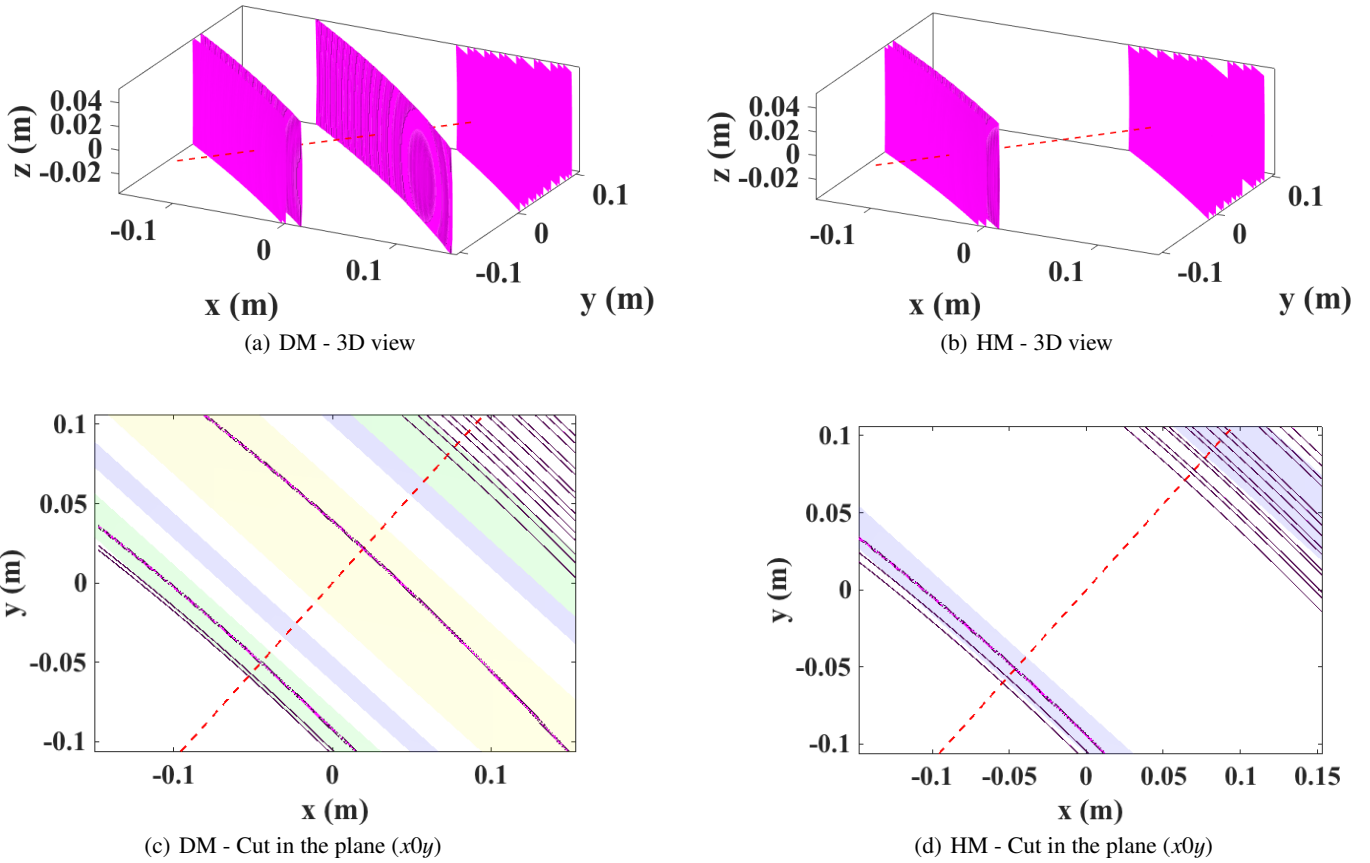 0.04
0.02
0
-0.02
z (m)
-0.1
0
0.1
x (m)
-0.1
0
0.1
y (m)
(a) DM - 3D view
0.04
0.02
0
-0.02
z (m)
-0.1
0
0.1
x (m)
-0.1
0
0.1
y (m)
(b) HM - 3D view
0.1
0.05
0
-0.05
-0.1
y (m)
-0.1
0
0.1
x (m)
(c) DM - Cut in the plane (x0y)
0.1
0.05
0
-0.05
-0.1
y (m)
-0.1 -0.05 0 0.05 0.1 0.15
x (m)
(d) HM - Cut in the plane (x0y)